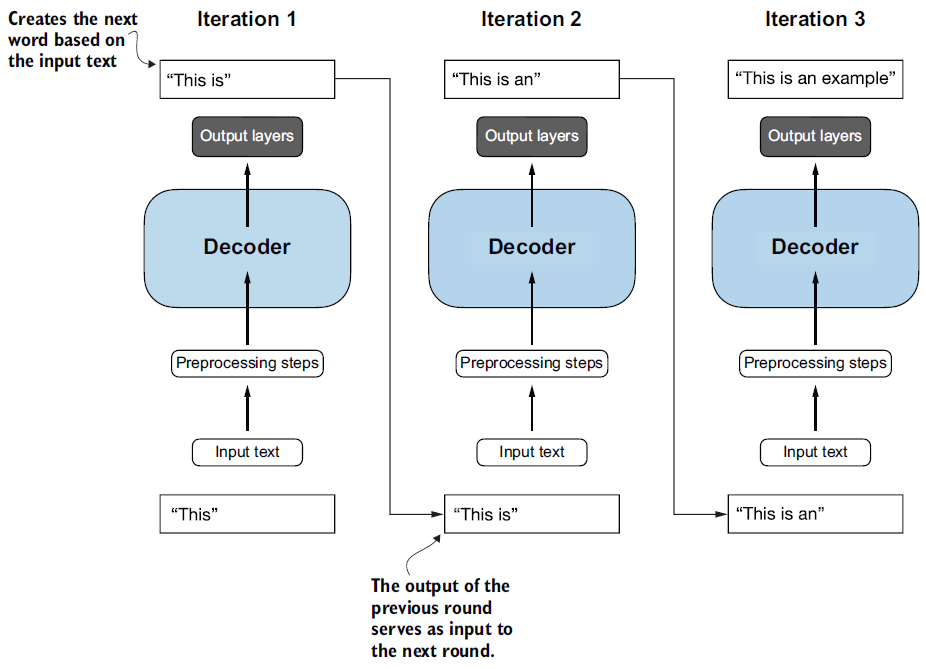 Creates the next
word based on
the input text
Iteration 1
“This is”
Output layers
Decoder
Preprocessing steps
Input text
“This”
Iteration 2
“This is an”
Output layers
Decoder
Preprocessing steps
Input text
“This is”
The output of the
previous round
serves as input to
the next round.
Iteration 3
“This is an example”
Output layers
Decoder
Preprocessing steps
Input text
“This is an”